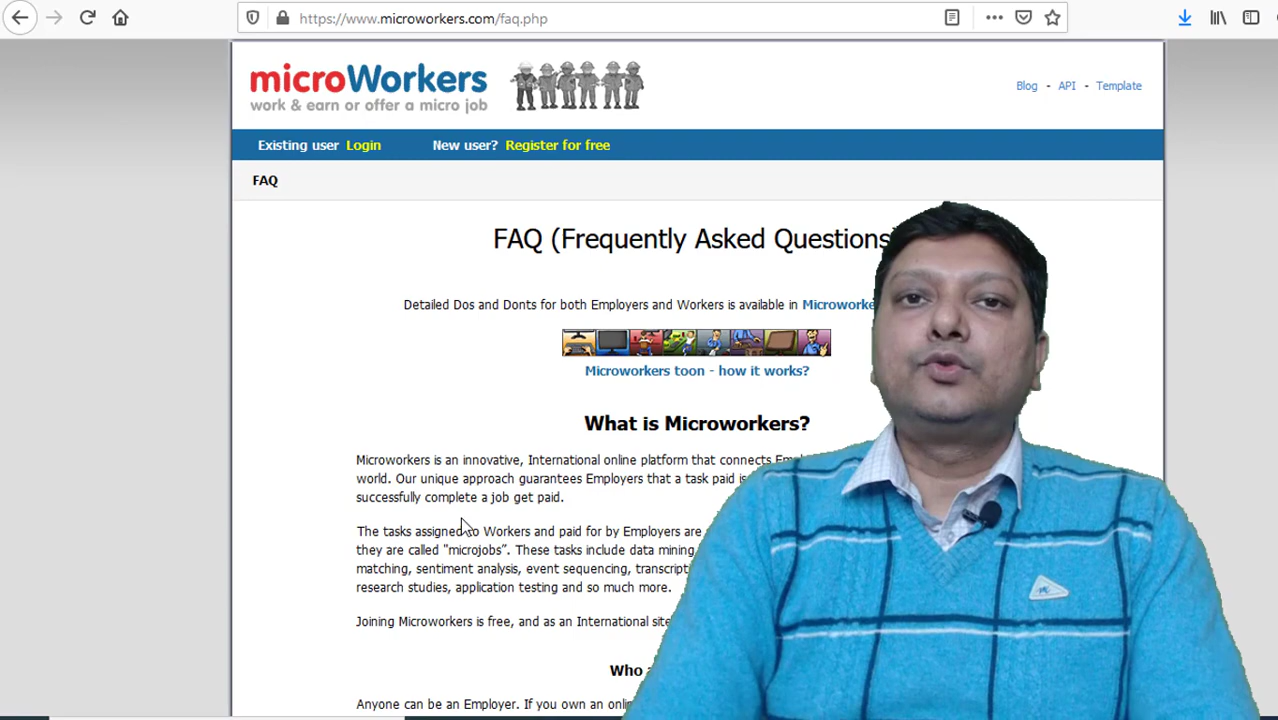 https://www.microworkers.com/faq.php
microWorkers
work & earn or offer a micro job
Blog - API - Template
Existing user Login New user? Register for free
FAQ
FAQ (Frequently Asked Questions
Detailed Dos and Donts for both Employers and Workers is available in
Microworkers toon - how it works?
What is Microworkers?
Microworkers is an innovative, International online platform that connects
world. Our unique approach guarantees Employers that a task paid
successfully complete a job get paid.
The tasks assigned to Workers and paid for by Employers are
they are called "microjobs”. These tasks include data mining,
matching, sentiment analysis, event sequencing,
research studies, application testing and so much more.
Joining Microworkers is free, and as an International site
Who
Anyone can be an Employer. If you own an